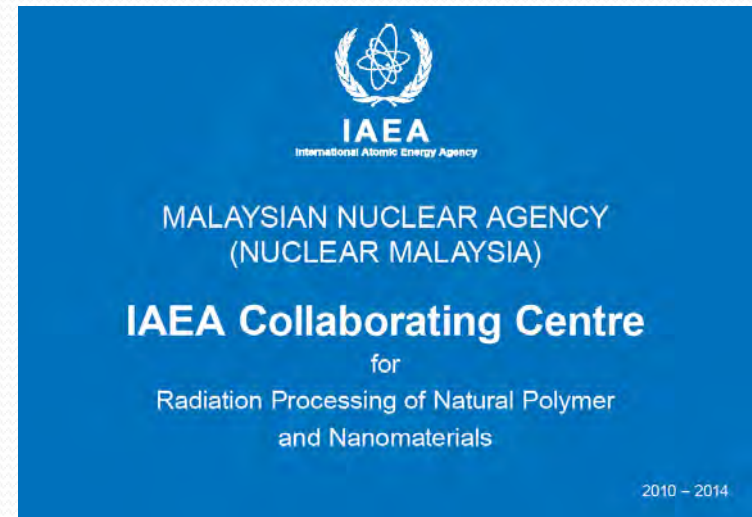 IAEA
International Atomic Energy Agency
MALAYSIAN NUCLEAR AGENCY
(NUCLEAR MALAYSIA)
IAEA Collaborating Centre
for
Radiation Processing of Natural Polymer
and Nanomaterials
2010 – 2014